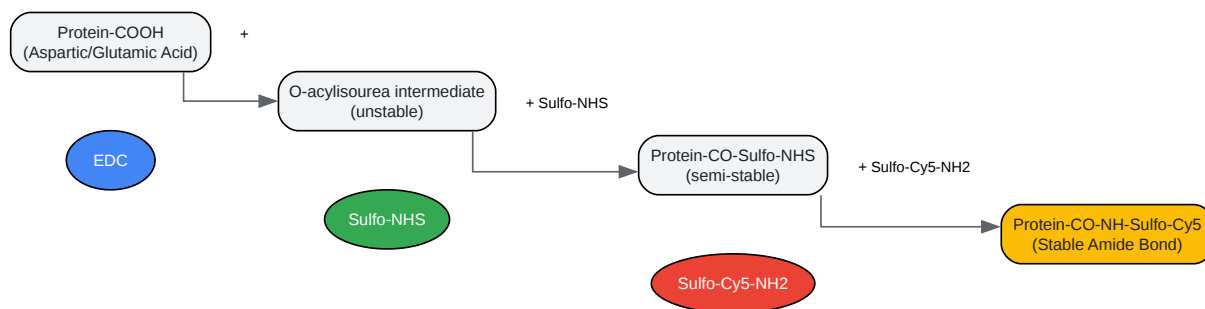 Protein-COOH
(Aspartic/Glutamic Acid)
+
O-acylisourea intermediate
(unstable)
+ Sulfo-NHS
EDC
Protein-CO-Sulfo-NHS
(semi-stable)
+ Sulfo-Cy5-NH2
Sulfo-NHS
Protein-CO-NH-Sulfo-Cy5
(Stable Amide Bond)
Sulfo-Cy5-NH2